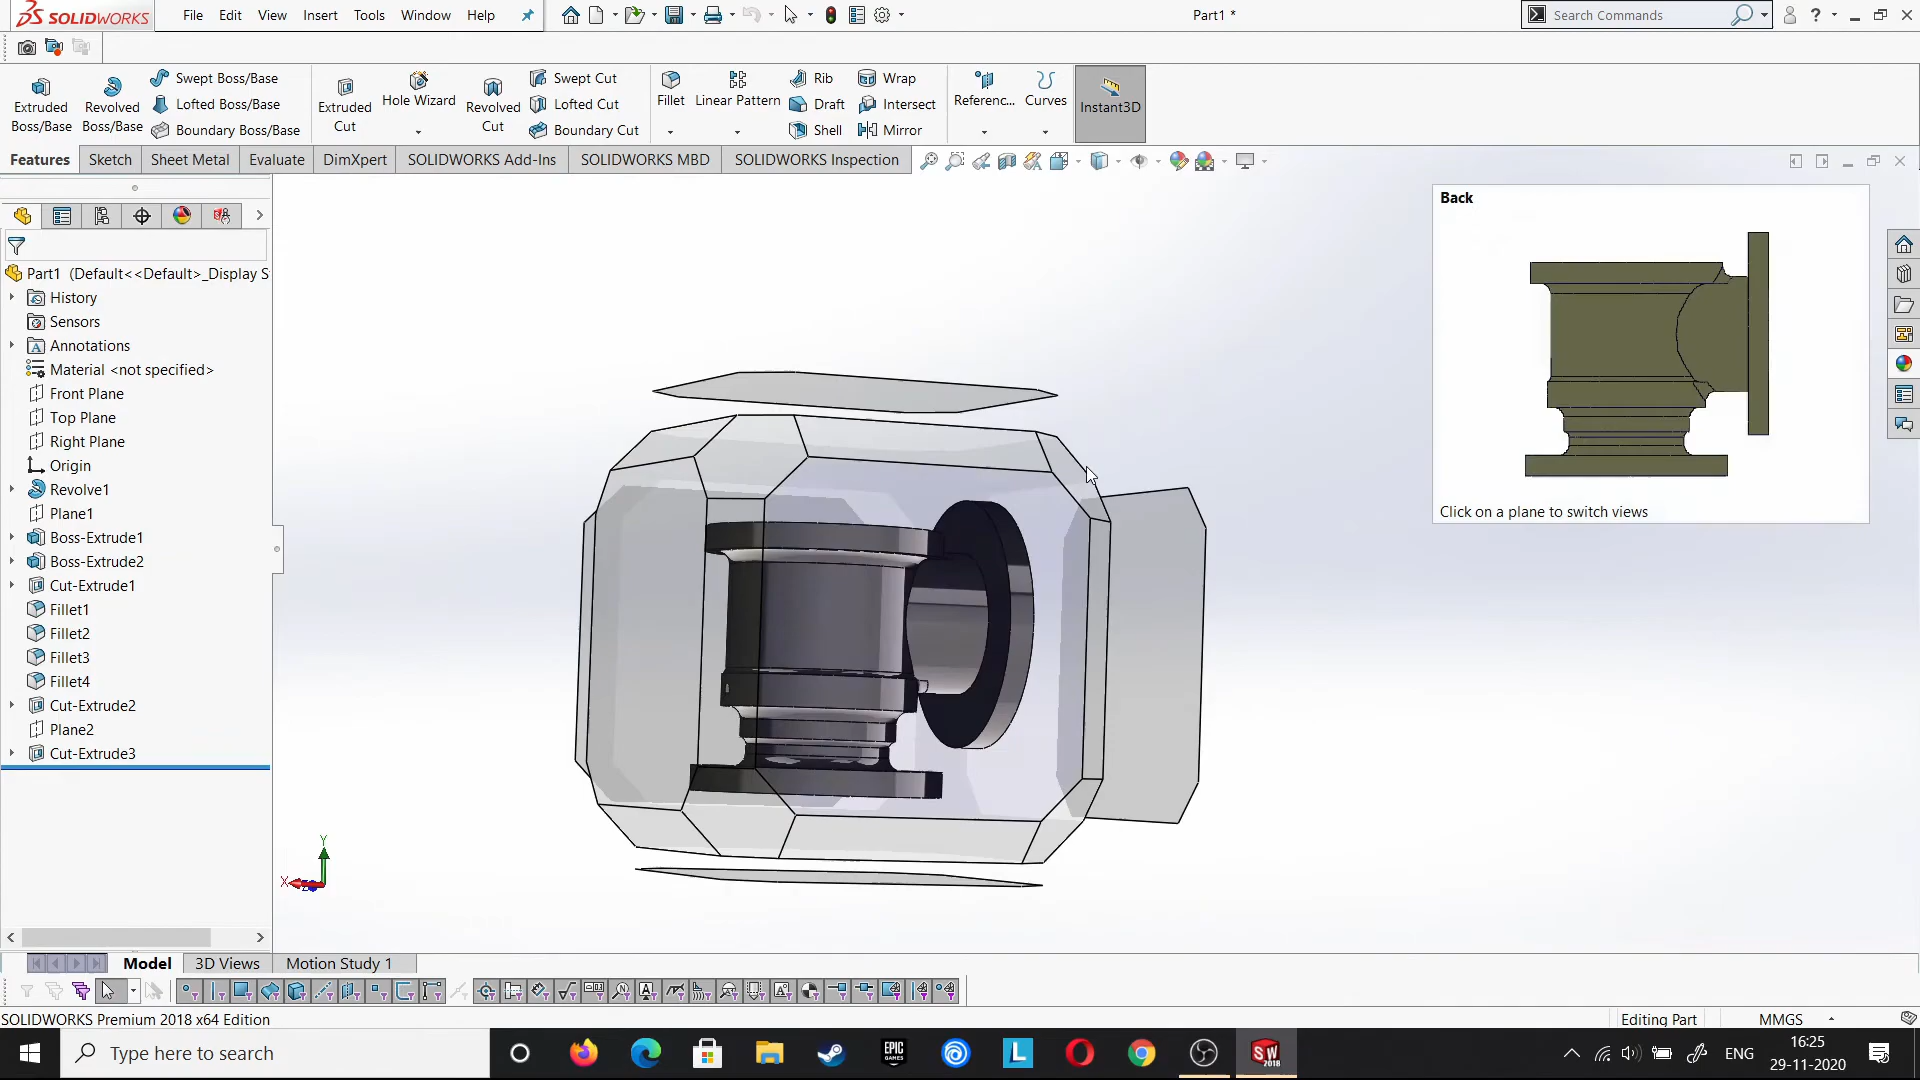 SOLIDWORKS
File Edit View Insert Tools Window Help
Part1 *
Search Commands
Extruded Boss/Base
Revolved Boss/Base
Swept Boss/Base
Lofted Boss/Base
Boundary Boss/Base
Extruded Cut
Hole Wizard
Revolved Cut
Swept Cut
Lofted Cut
Boundary Cut
Fillet
Linear Pattern
Rib
Draft
Shell
Wrap
Intersect
Mirror
Referenc...
Curves
Instant3D
Features Sketch Sheet Metal Evaluate DimXpert SOLIDWORKS Add-Ins SOLIDWORKS MBD SOLIDWORKS Inspection
Part1 (Default<<Default>_Display S
History
Sensors
Annotations
Material <not specified>
Front Plane
Top Plane
Right Plane
Origin
Revolve1
Plane1
Boss-Extrude1
Boss-Extrude2
Cut-Extrude1
Fillet1
Fillet2
Fillet3
Fillet4
Cut-Extrude2
Plane2
Cut-Extrude3
Back
Click on a plane to switch views
Y
X
Model 3D Views Motion Study 1
SOLIDWORKS Premium 2018 x64 Edition
Editing Part
MMGS
Type here to search
EPIC GAMES
L
SW 2018
ENG
16:25
29-11-2020